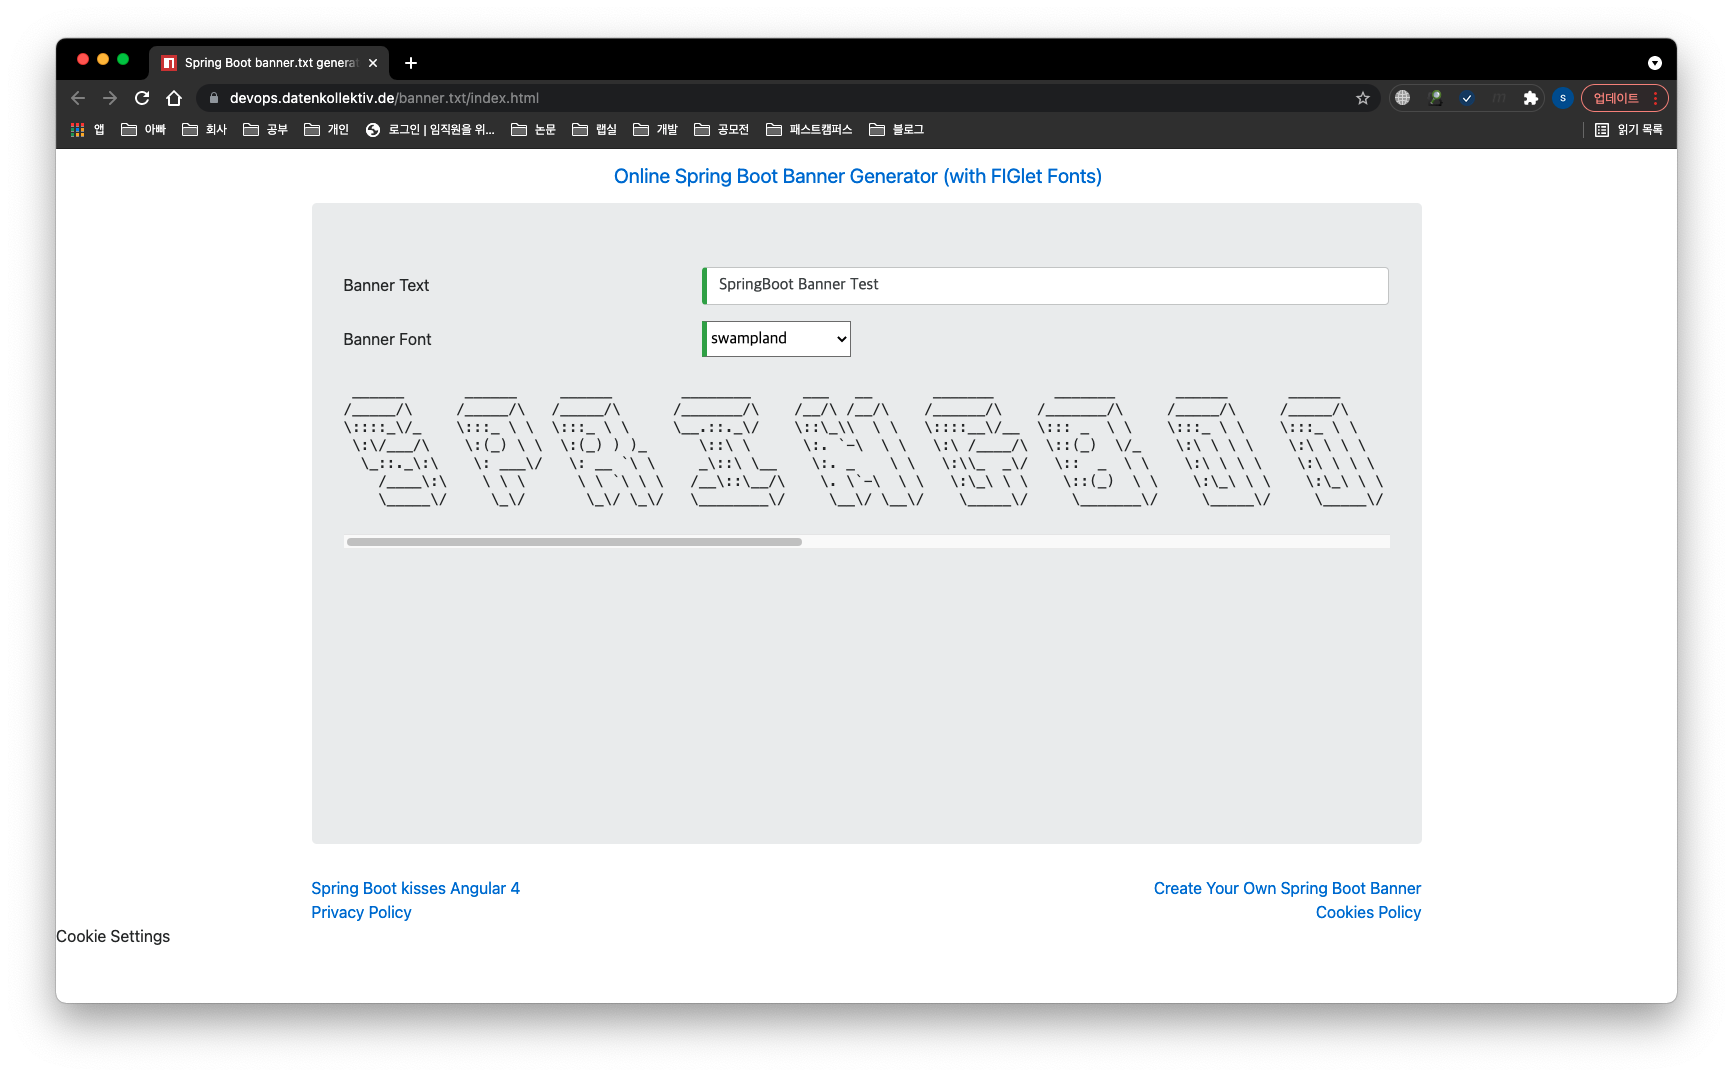 Spring Boot banner.txt generat
devops.datenkollektiv.de/banner.txt/index.html
S
업데이트
앱 아빠 회사 공부 개인 로그인 | 임직원을 위... 논문 랩실 개발 공모전 패스트캠퍼스 블로그
읽기 목록
Online Spring Boot Banner Generator (with FIGlet Fonts)
Banner Text SpringBoot Banner Test
Banner Font swampland
Spring Boot kisses Angular 4 Create Your Own Spring Boot Banner
Privacy Policy Cookies Policy
Cookie Settings